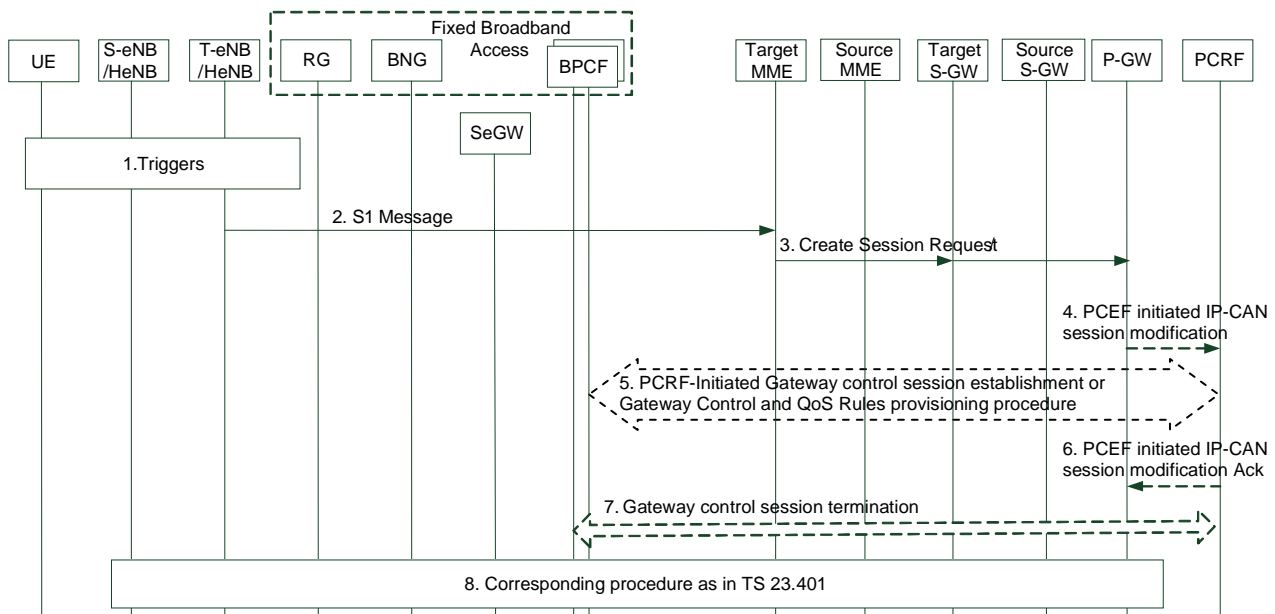 Fixed Broadband
Access
UE
S-eNB
/HeNB
T-eNB
/HeNB
RG
BNG
BPCF
Target
MME
Source
MME
Target
S-GW
Source
S-GW
P-GW
PCRF
SeGW
1.Triggers
2. S1 Message
3. Create Session Request/
4. PCEF initiated IP-CAN
session modification
5. PCRF-Initiated Gateway control session establishment or
Gateway Control and QoS Rules provisioning procedure
6. PCEF initiated IP-CAN
session modification Ack
7. Gateway control session termination
8. Corresponding procedure as in TS 23.401